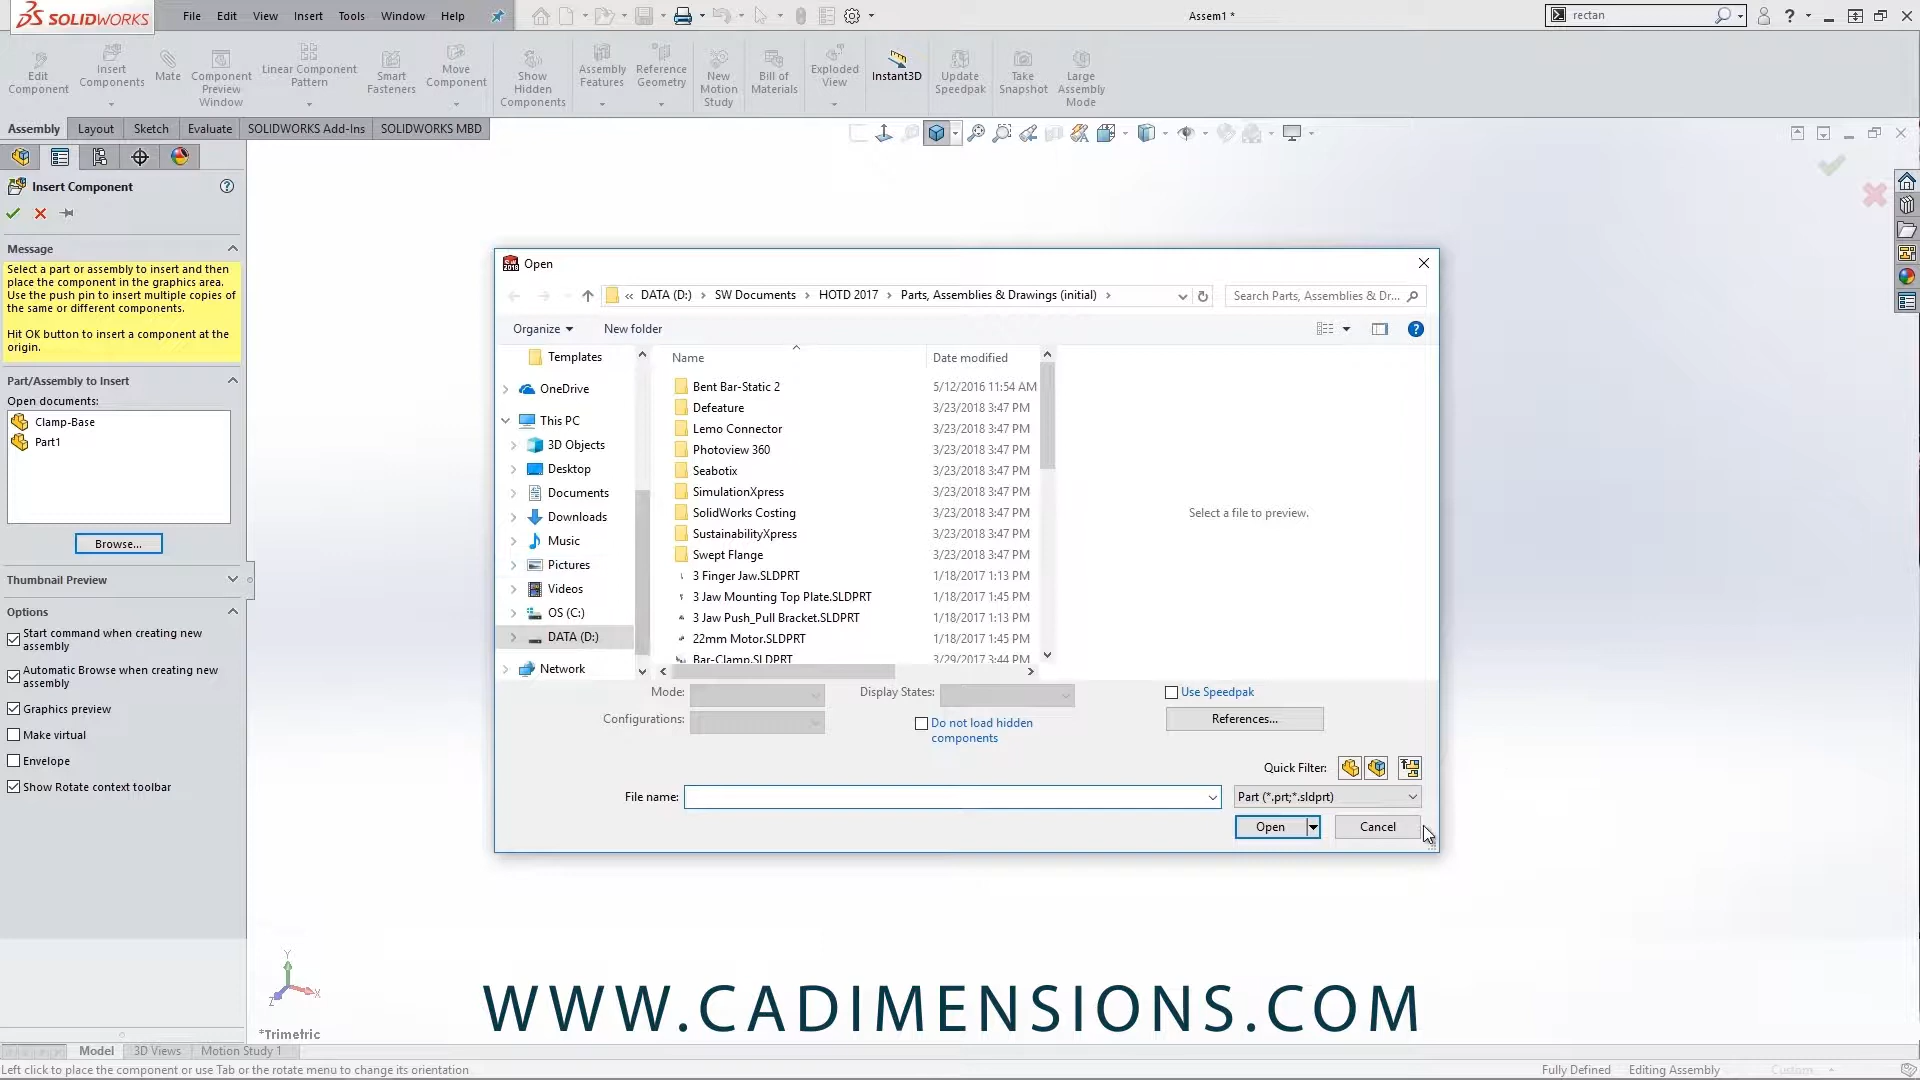 SOLIDWORKS File Edit View Insert Tools Window Help Assem1 * rectan
Edit Component
Insert Components
Mate
Component Preview Window
Linear Component Pattern
Smart Fasteners
Move Component
Show Hidden Components
Assembly Features
Reference Geometry
New Motion Study
Bill of Materials
Exploded View
Instant3D
Update Speedpak
Take Snapshot
Large Assembly Mode
Assembly Layout Sketch Evaluate SOLIDWORKS Add-Ins SOLIDWORKS MBD
Insert Component
Message
Select a part or assembly to insert and then
place the component in the graphics area.
Use the push pin to insert multiple copies of
the same or different components.
Hit OK button to insert a component at the
origin.
Part/Assembly to Insert
Open documents:
Clamp-Base
Part1
Browse...
Thumbnail Preview
Options
Start command when creating new
assembly
Automatic Browse when creating new
assembly
Graphics preview
Make virtual
Envelope
Show Rotate context toolbar
Open
« DATA (D:) › SW Documents › HOTD 2017 › Parts, Assemblies & Drawings (initial) ›
Search Parts, Assemblies & Dr...
Organize New folder
Templates
OneDrive
This PC
3D Objects
Desktop
Documents
Downloads
Music
Pictures
Videos
OS (C:)
DATA (D:)
Network
Name Date modified
Bent Bar-Static 2 5/12/2016 11:54 AM
Defeature 3/23/2018 3:47 PM
Lemo Connector 3/23/2018 3:47 PM
Photoview 360 3/23/2018 3:47 PM
Seabotix 3/23/2018 3:47 PM
SimulationXpress 3/23/2018 3:47 PM
SolidWorks Costing 3/23/2018 3:47 PM
SustainabilityXpress 3/23/2018 3:47 PM
Swept Flange 3/23/2018 3:47 PM
3 Finger Jaw.SLDPRT 1/18/2017 1:13 PM
3 Jaw Mounting Top Plate.SLDPRT 1/18/2017 1:45 PM
3 Jaw Push_Pull Bracket.SLDPRT 1/18/2017 1:13 PM
22mm Motor.SLDPRT 1/18/2017 1:45 PM
Bar-Clamp.SLDPRT 3/29/2017 3:44 PM
Select a file to preview.
Mode: Display States: Use Speedpak
Configurations: Do not load hidden
components
References...
Quick Filter:
File name: Part (*.prt;*.sldprt)
Open Cancel
Y
X
Z
*Trimetric
WWW.CADIMENSIONS.COM
Model 3D Views Motion Study 1
Left click to place the component or use Tab or the rotate menu to change its orientation Fully Defined Editing Assembly Custom